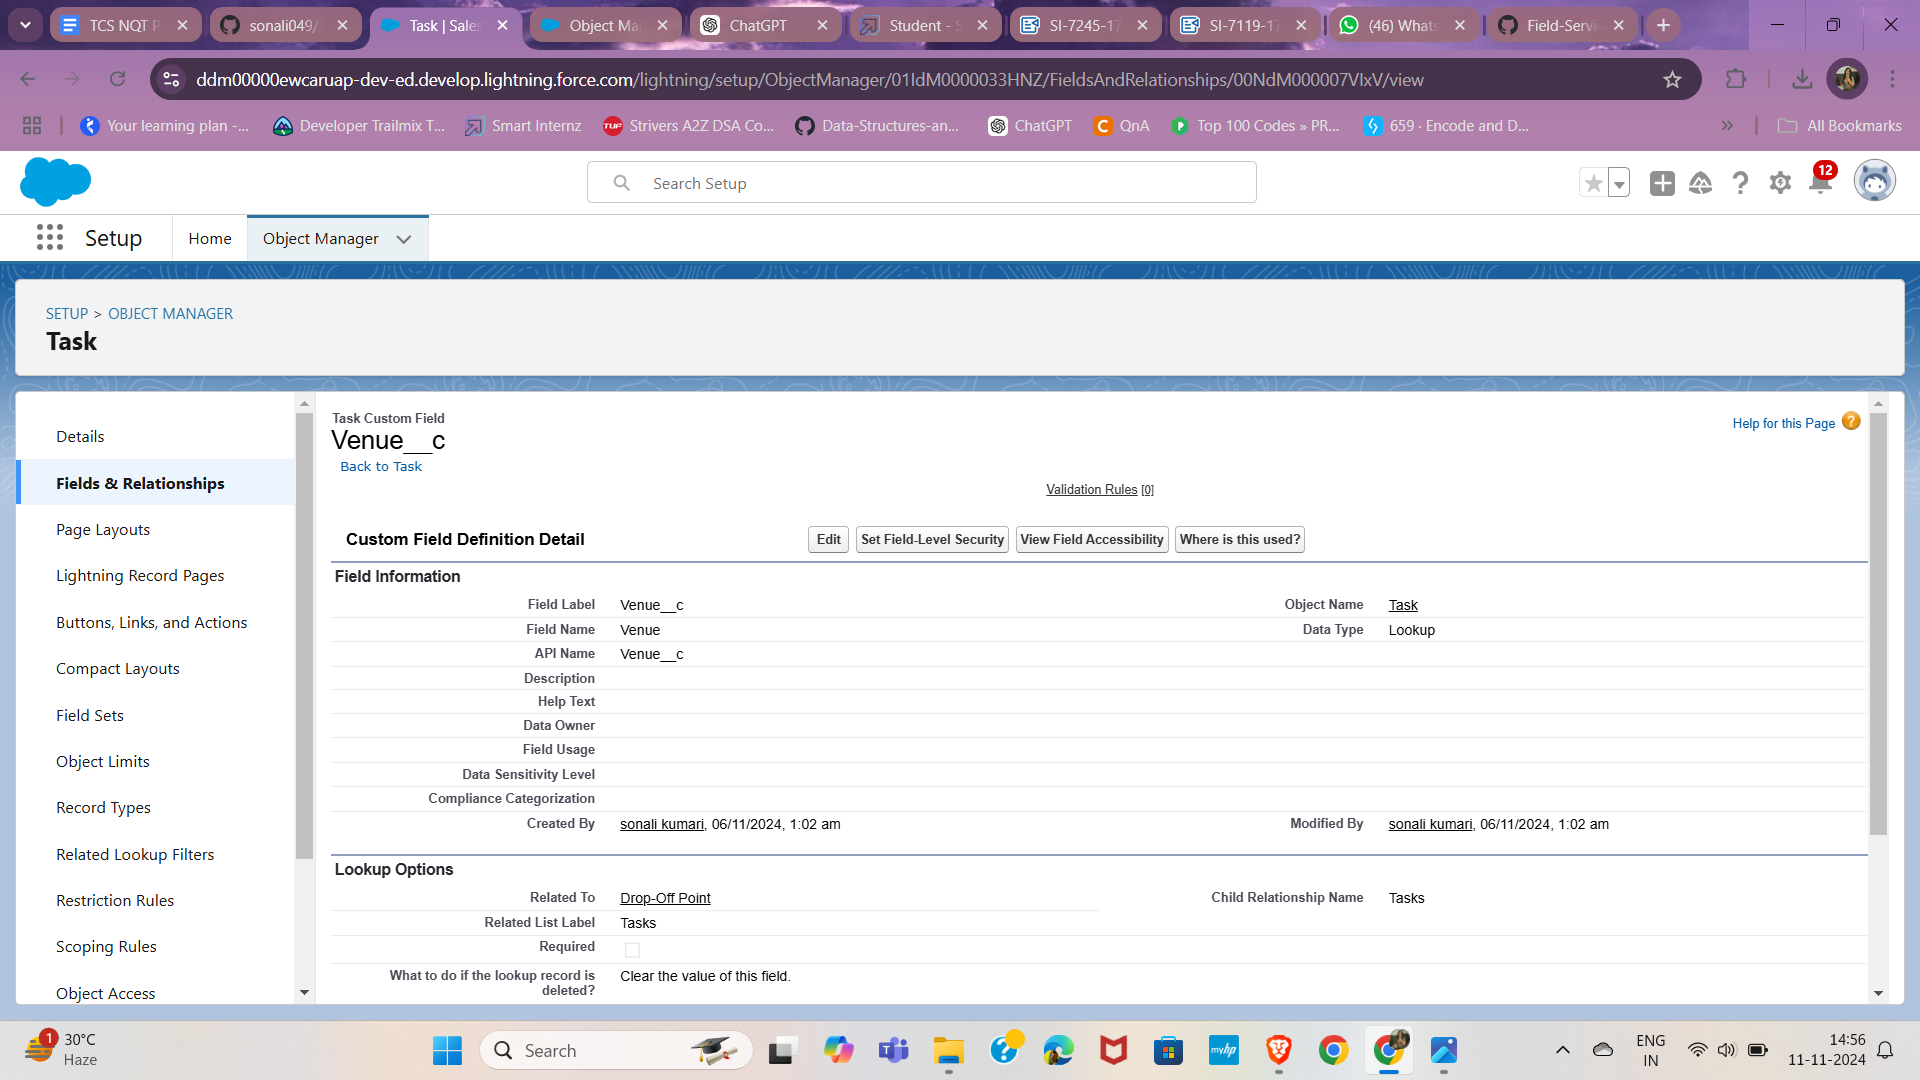 TCS NQT P
sonali049/
Task | Sales
Object Ma
ChatGPT
Student - S
SI-7245-17
SI-7119-17
(46) Whats
Field-Servi
ddm00000ewcaruap-dev-ed.develop.lightning.force.com/lightning/setup/ObjectManager/01IdM0000033HNZ/FieldsAndRelationships/00NdM000007VIxV/view
Your learning plan -...
Developer Trailmix T...
Smart Internz
Strivers A2Z DSA Co...
Data-Structures-an...
ChatGPT
QnA
Top 100 Codes » PR...
659 · Encode and D...
All Bookmarks
Search Setup
12
Setup
Home
Object Manager
SETUP > OBJECT MANAGER
Task
Details
Fields & Relationships
Page Layouts
Lightning Record Pages
Buttons, Links, and Actions
Compact Layouts
Field Sets
Object Limits
Record Types
Related Lookup Filters
Restriction Rules
Scoping Rules
Object Access
Task Custom Field
Venue__c
Back to Task
Help for this Page
Validation Rules [0]
Custom Field Definition Detail
Edit
Set Field-Level Security
View Field Accessibility
Where is this used?
Field Information
Field Label Venue__c Object Name Task
Field Name Venue Data Type Lookup
API Name Venue__c
Description
Help Text
Data Owner
Field Usage
Data Sensitivity Level
Compliance Categorization
Created By sonali kumari, 06/11/2024, 1:02 am Modified By sonali kumari, 06/11/2024, 1:02 am
Lookup Options
Related To Drop-Off Point Child Relationship Name Tasks
Related List Label Tasks
Required
What to do if the lookup record is deleted? Clear the value of this field.
1
30°C
Haze
Search
myhp
ENG
IN
14:56
11-11-2024